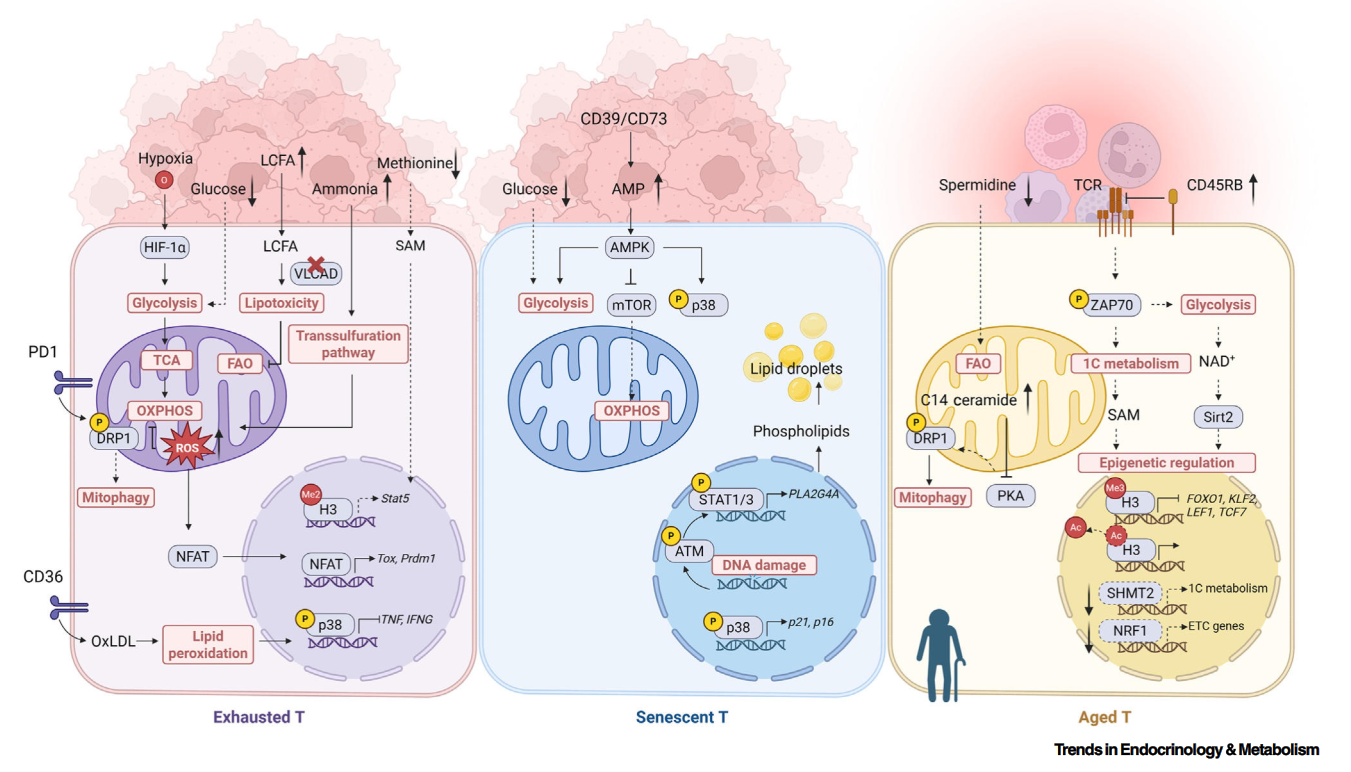 Hypoxia
O
Glucose
LCFA
Ammonia
Methionine
HIF-1α
LCFA
VLCAD
SAM
Glycolysis
Lipotoxicity
Transsulfuration
pathway
TCA
FAO
OXPHOS
ROS
PD1
P
DRP1
Mitophagy
NFAT
CD36
OxLDL
Lipid
peroxidation
Me2
H3
Stat5
NFAT
Tox, Prdm1
P
p38
TNF, IFNG
Exhausted T
CD39/CD73
Glucose
AMP
AMPK
Glycolysis
mTOR
P
p38
OXPHOS
Lipid droplets
Phospholipids
P
STAT1/3
PLA2G4A
P
ATM
DNA damage
P
p38
p21, p16
Senescent T
Spermidine
TCR
CD45RB
P
ZAP70
Glycolysis
FAO
1C metabolism
NAD⁺
C14 ceramide
SAM
Sirt2
P
DRP1
Epigenetic regulation
Mitophagy
PKA
Me3
H3
FOXO1, KLF2,
LEF1, TCF7
Ac
Ac
H3
SHMT2
1C metabolism
NRF1
ETC genes
Aged T
Trends in Endocrinology & Metabolism